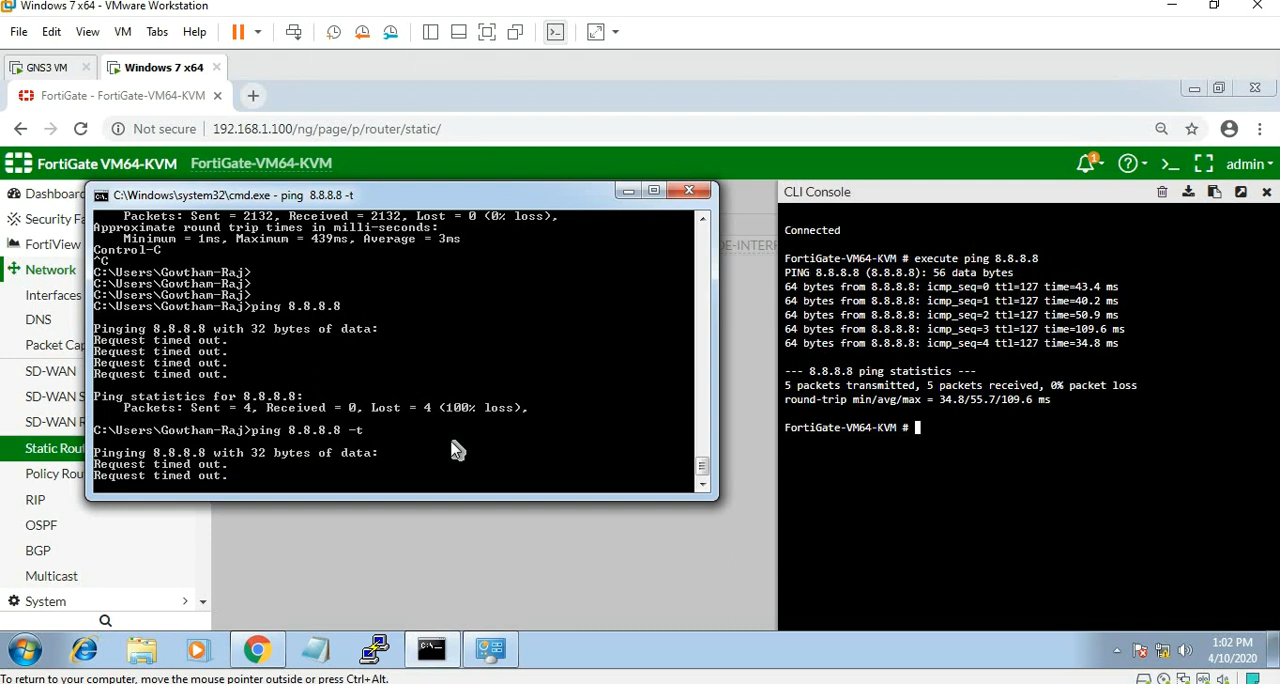 Windows 7 x64 - VMware Workstation
File Edit View VM Tabs Help
GNS3 VM Windows 7 x64
FortiGate - FortiGate-VM64-KVM
Not secure 192.168.1.100/ng/page/p/router/static/
FortiGate VM64-KVM FortiGate-VM64-KVM 1 admin
Dashboard
Security Fa
FortiView
Network
Interfaces
DNS
Packet Cap
SD-WAN
SD-WAN S
SD-WAN R
Static Rou
Policy Rou
RIP
OSPF
BGP
Multicast
System
C:\Windows\system32\cmd.exe - ping 8.8.8.8 -t
Packets: Sent = 2132, Received = 2132, Lost = 0 (0% loss),
Approximate round trip times in milli-seconds:
Minimum = 1ms, Maximum = 439ms, Average = 3ms
Control-C
^C
C:\Users\Gowtham-Raj>
C:\Users\Gowtham-Raj>
C:\Users\Gowtham-Raj>
C:\Users\Gowtham-Raj>ping 8.8.8.8
Pinging 8.8.8.8 with 32 bytes of data:
Request timed out.
Request timed out.
Request timed out.
Request timed out.
Ping statistics for 8.8.8.8:
Packets: Sent = 4, Received = 0, Lost = 4 (100% loss),
C:\Users\Gowtham-Raj>ping 8.8.8.8 -t
Pinging 8.8.8.8 with 32 bytes of data:
Request timed out.
Request timed out.
DE-INTERF
CLI Console
Connected
FortiGate-VM64-KVM # execute ping 8.8.8.8
PING 8.8.8.8 (8.8.8.8): 56 data bytes
64 bytes from 8.8.8.8: icmp_seq=0 ttl=127 time=43.4 ms
64 bytes from 8.8.8.8: icmp_seq=1 ttl=127 time=40.2 ms
64 bytes from 8.8.8.8: icmp_seq=2 ttl=127 time=50.9 ms
64 bytes from 8.8.8.8: icmp_seq=3 ttl=127 time=109.6 ms
64 bytes from 8.8.8.8: icmp_seq=4 ttl=127 time=34.8 ms
--- 8.8.8.8 ping statistics ---
5 packets transmitted, 5 packets received, 0% packet loss
round-trip min/avg/max = 34.8/55.7/109.6 ms
FortiGate-VM64-KVM #
1:02 PM
4/10/2020
To return to your computer, move the mouse pointer outside or press Ctrl+Alt.